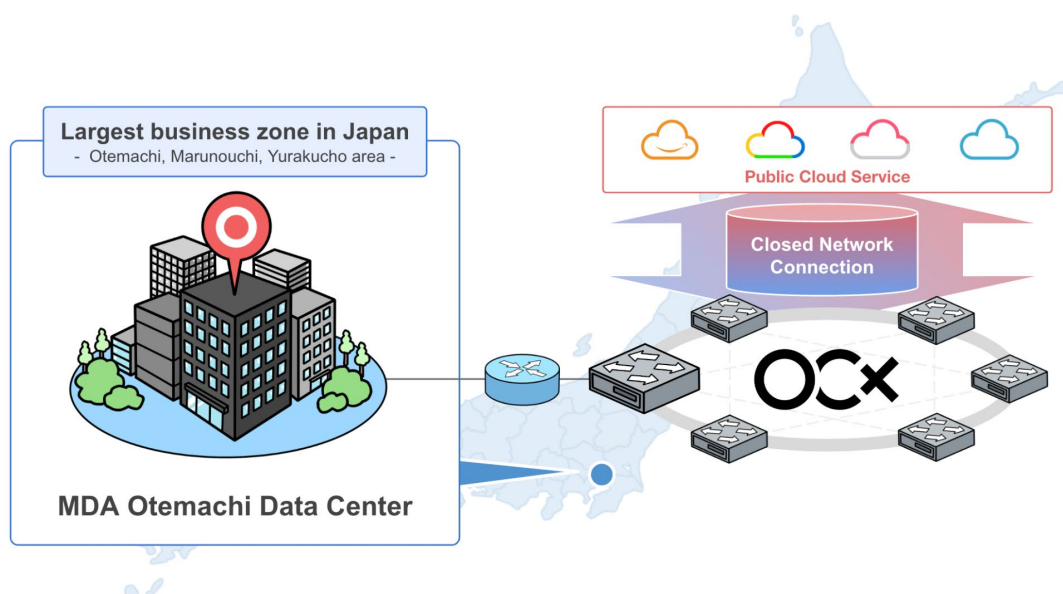 Largest business zone in Japan
- Otemachi, Marunouchi, Yurakucho area -
MDA Otemachi Data Center
Public Cloud Service
Closed Network
Connection
OCX